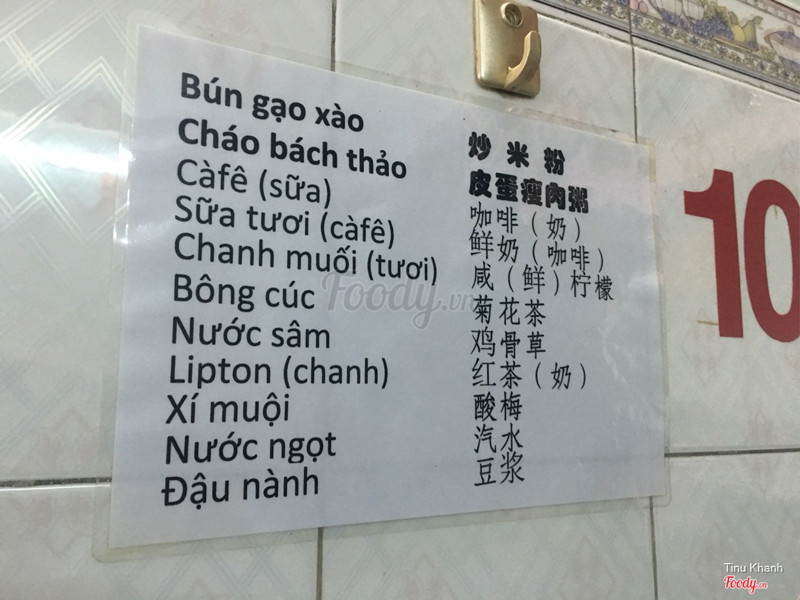 Bún gạo xào 炒米粉
Cháo bách thảo 皮蛋瘦肉粥
Càfê (sữa) 咖啡（奶）
Sữa tươi (càfê) 鲜奶（咖啡）
Chanh muối (tươi) 咸（鲜）柠檬
Bông cúc 菊花茶
Nước sâm 鸡骨草
Lipton (chanh) 红茶（奶）
Xí muội 酸梅
Nước ngọt 汽水
Đậu nành 豆浆
10
Foody.vn
Tinu Khanh
Foody.vn